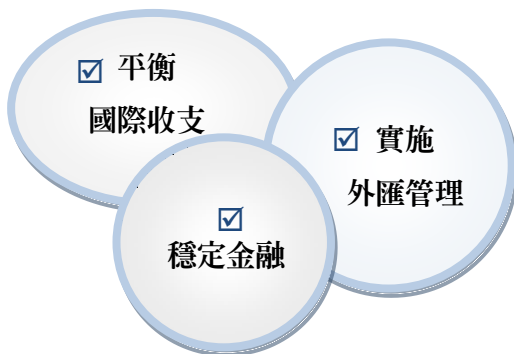 ☑ 平衡
國際收支
☑ 實施
外匯管理
☑
穩定金融